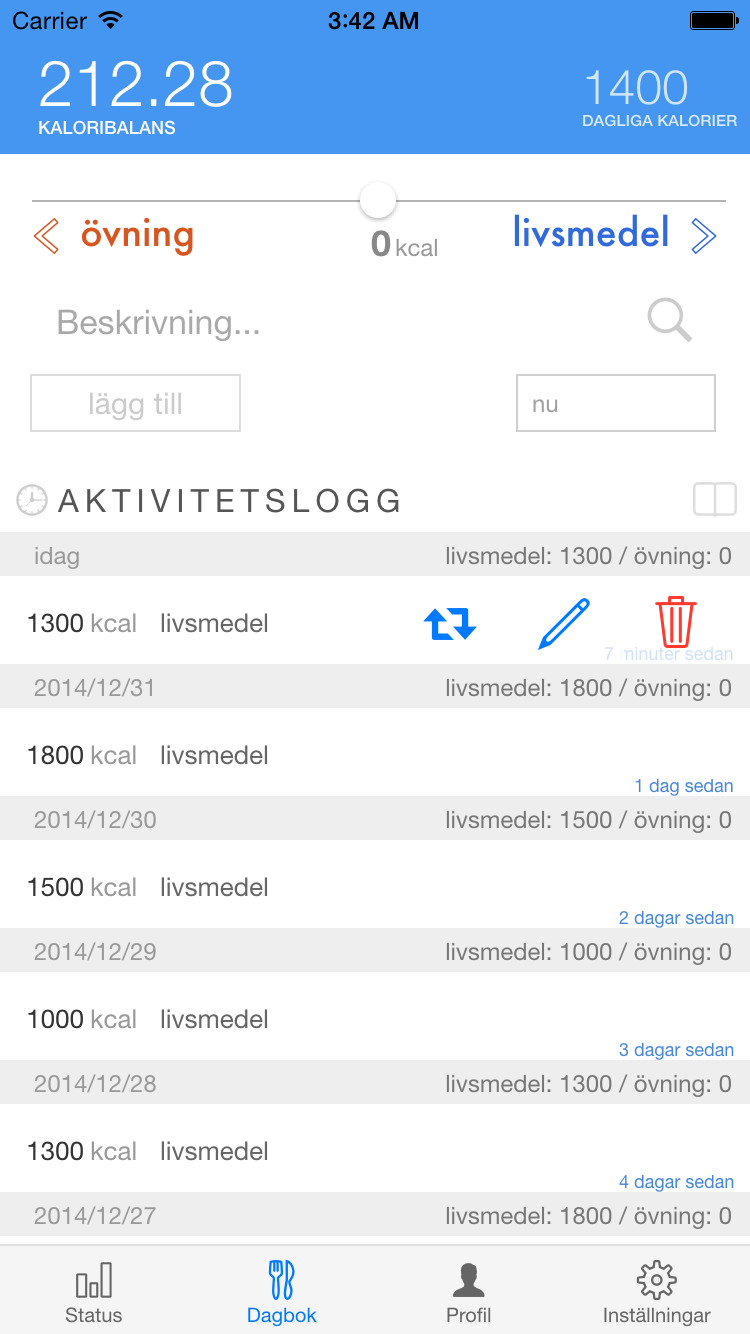 Carrier 3:42 AM
212.28 1400
KALORIBALANS DAGLIGA KALORIER
övning 0 kcal livsmedel
Beskrivning...
lägg till nu
AKTIVITETSLOGG
idag livsmedel: 1300 / övning: 0
1300 kcal livsmedel
7 minuter sedan
2014/12/31 livsmedel: 1800 / övning: 0
1800 kcal livsmedel
1 dag sedan
2014/12/30 livsmedel: 1500 / övning: 0
1500 kcal livsmedel
2 dagar sedan
2014/12/29 livsmedel: 1000 / övning: 0
1000 kcal livsmedel
3 dagar sedan
2014/12/28 livsmedel: 1300 / övning: 0
1300 kcal livsmedel
4 dagar sedan
2014/12/27 livsmedel: 1800 / övning: 0
Status Dagbok Profil Inställningar